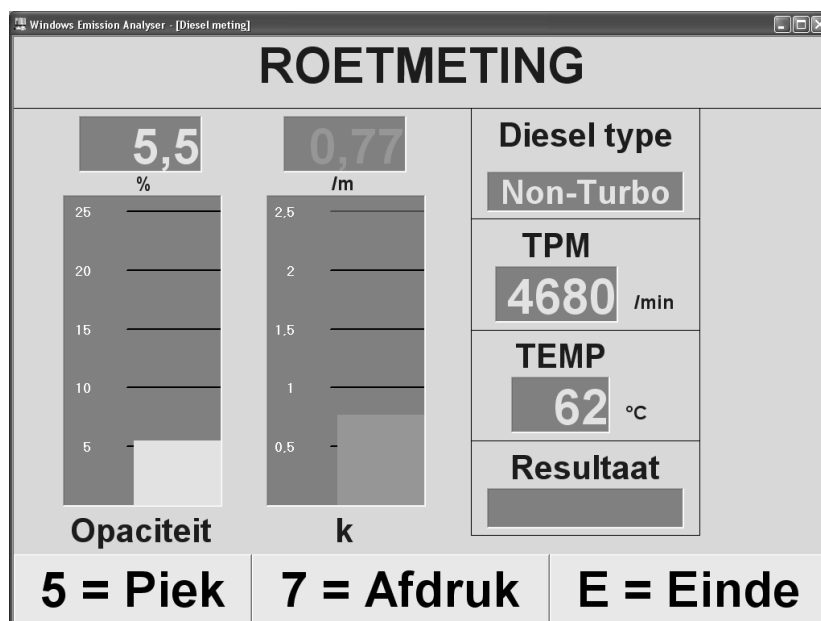 Windows Emission Analyser - [Diesel meting]
ROETMETING
5,5
%
25
20
15
10
5
Opaciteit
0,77
/m
2,5
2
1,5
1
0,5
k
Diesel type
Non-Turbo
TPM
4680 /min
TEMP
62 °C
Resultaat
5 = Piek
7 = Afdruk
E = Einde